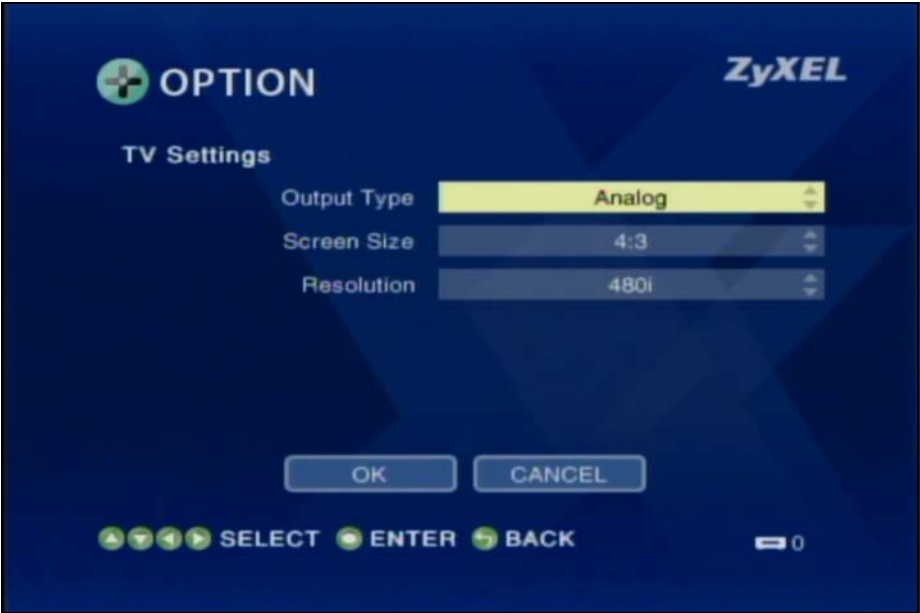 OPTION
ZyXEL
TV Settings
Output Type Analog
Screen Size 4:3
Resolution 480i
OK CANCEL
SELECT ENTER BACK 0